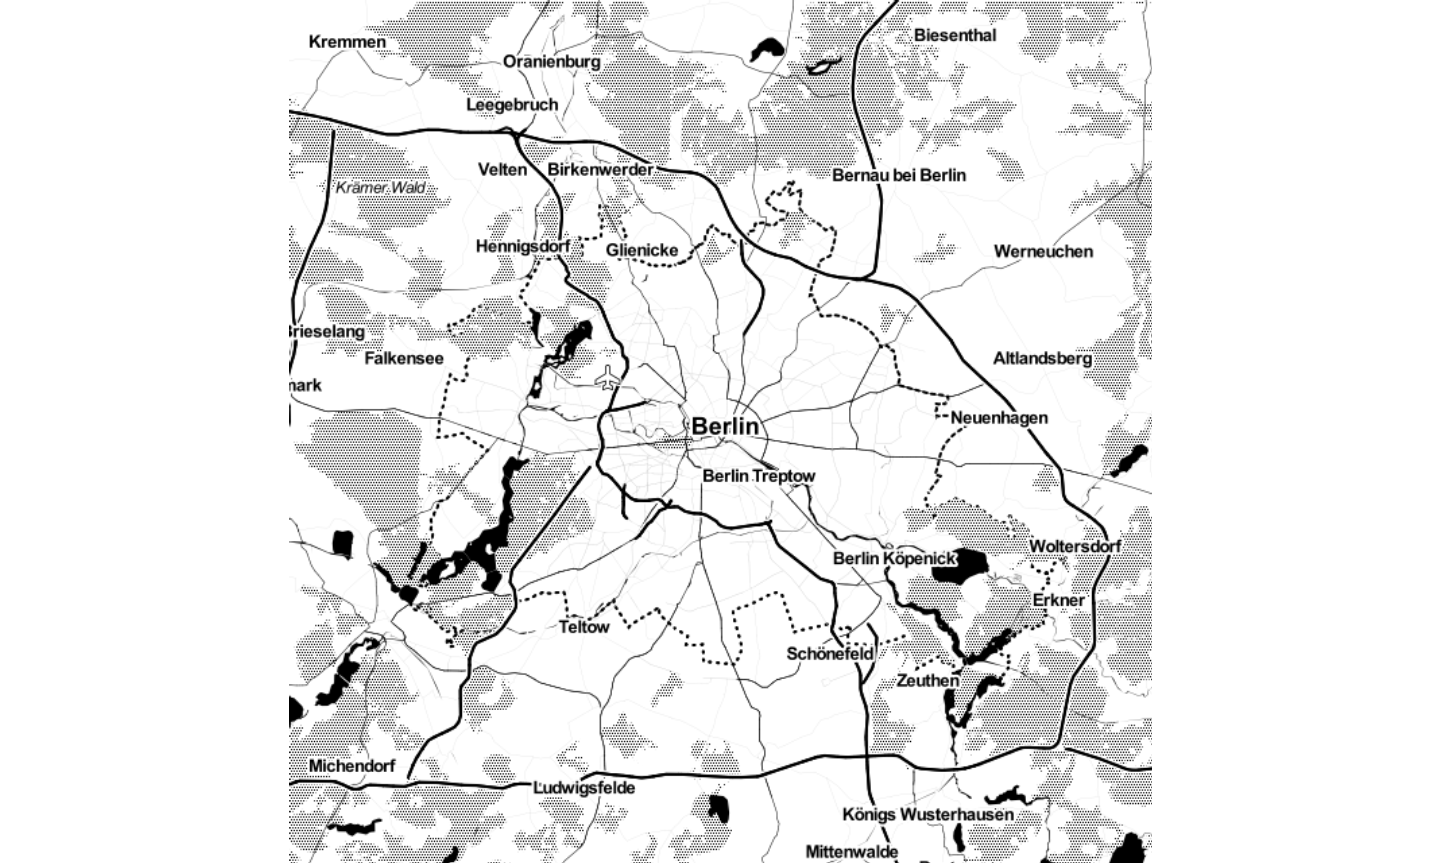 Biesenthal
Kremmen
Oranienburg
Leegebruch
Velten
Birkenwerder
Bernau bei Berlin
Krämer Wald
Hennigsdorf
Glienicke
Werneuchen
Brieselang
Falkensee
Altlandsberg
nark
Neuenhagen
Berlin
Berlin Treptow
Woltersdorf
Berlin Köpenick
Erkner
Teltow
Schönefeld
Zeuthen
Michendorf
Ludwigsfelde
Königs Wusterhausen
Mittenwalde